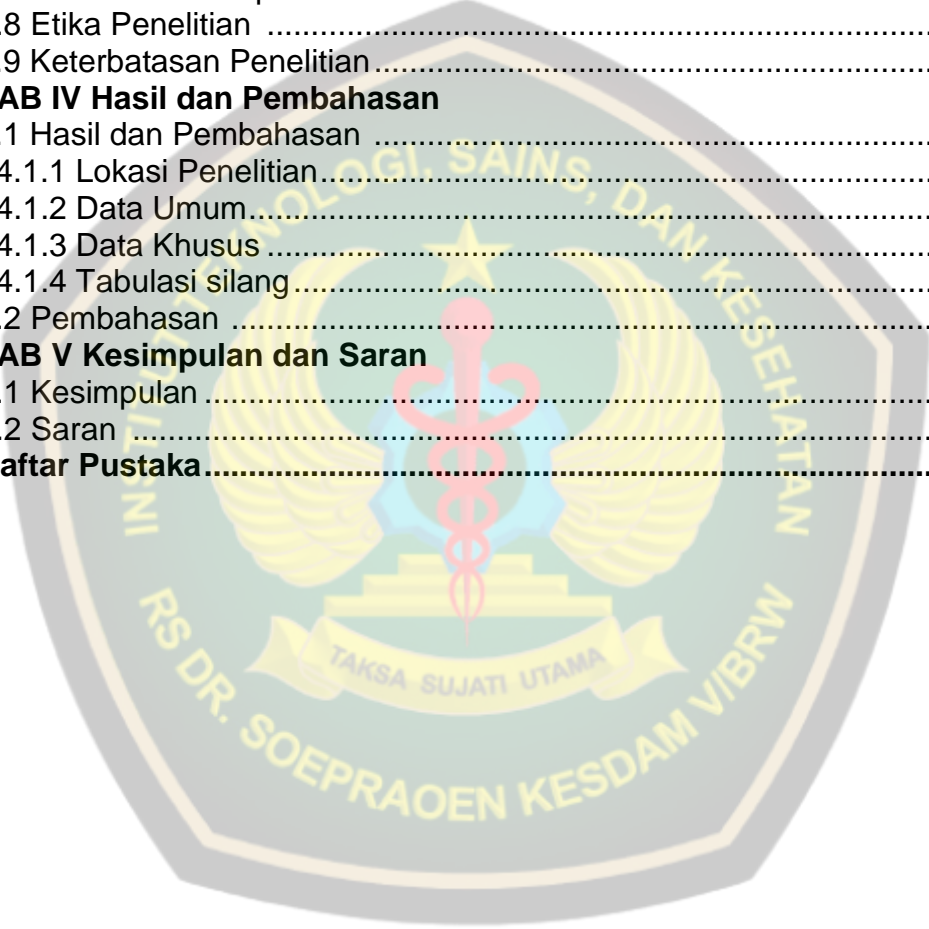 .8 Etika Penelitian ........................................................................
.9 Keterbatasan Penelitian............................................................
AB IV Hasil dan Pembahasan
.1 Hasil dan Pembahasan ............................................................
4.1.1 Lokasi Penelitian..................................................................
4.1.2 Data Umum..........................................................................
4.1.3 Data Khusus ........................................................................
4.1.4 Tabulasi silang.....................................................................
.2 Pembahasan ............................................................................
AB V Kesimpulan dan Saran
.1 Kesimpulan ...............................................................................
.2 Saran ........................................................................................
aftar Pustaka................................................................................
INSTITUT TEKNOLOGI, SAINS, DAN KESEHATAN
TAKSA SUJATI UTAMA
RS DR. SOEPRAOEN KESDAM V/BRW